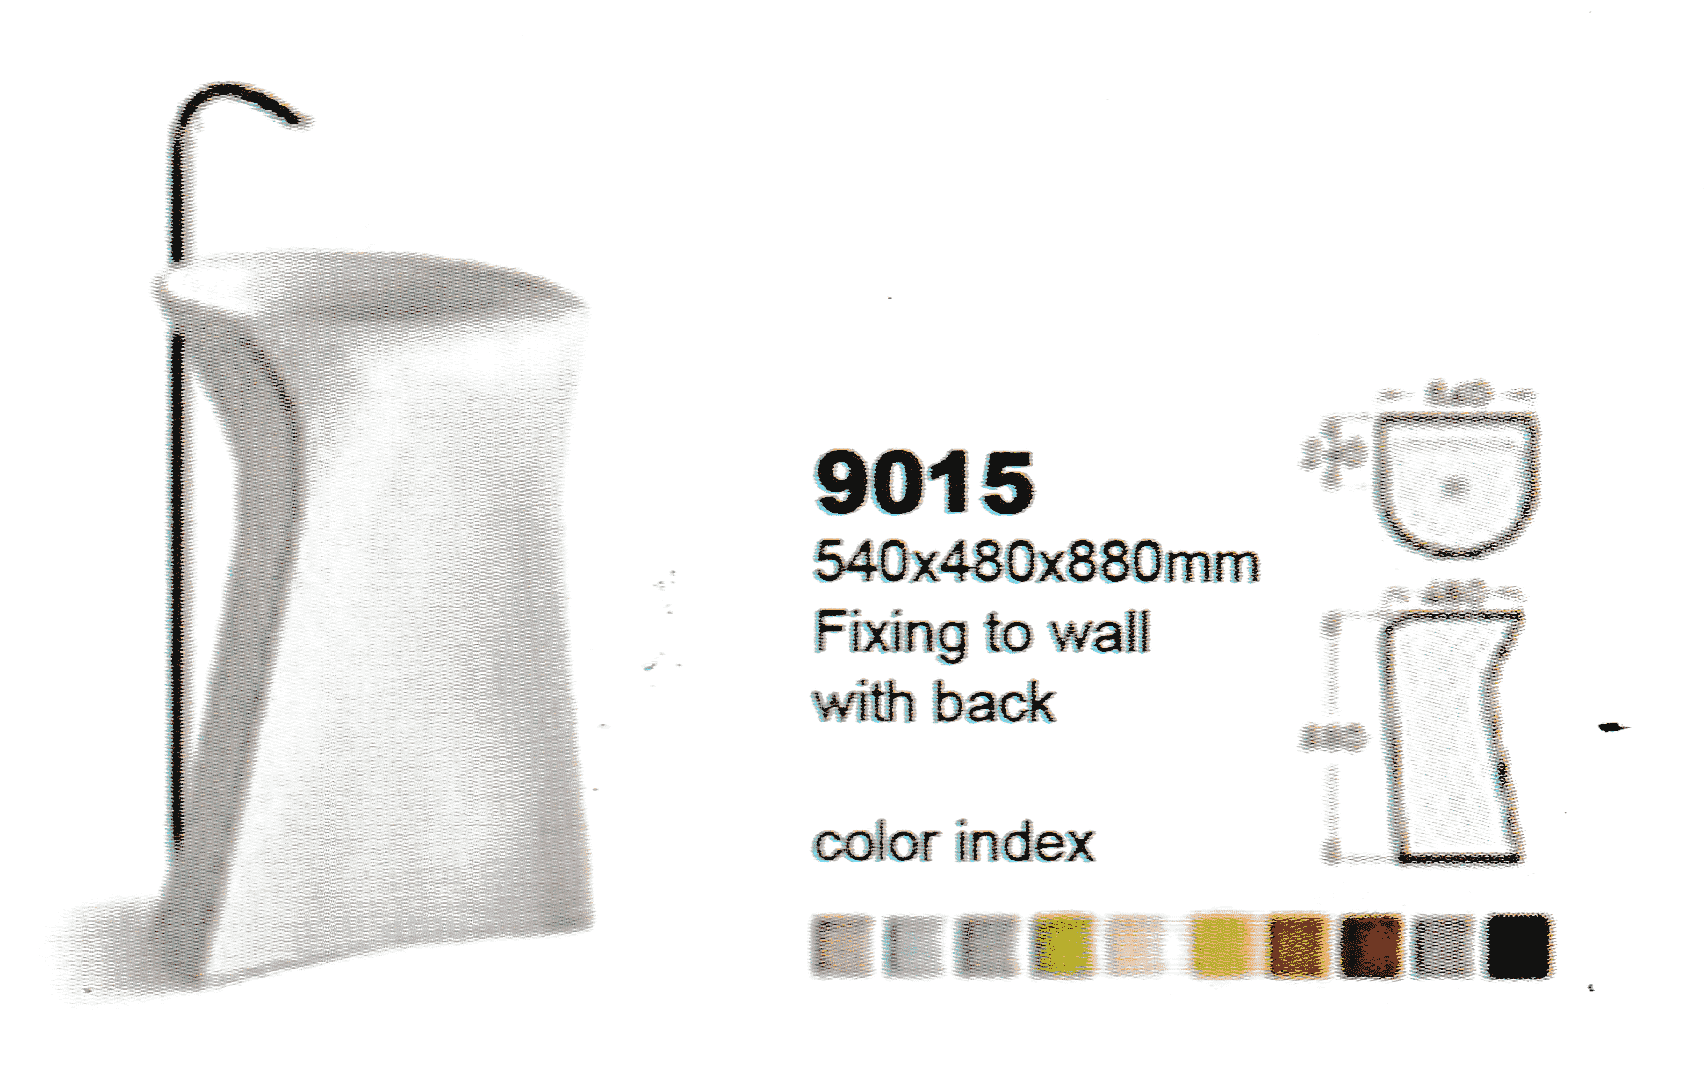 9015
540x480x880mm
Fixing to wall
with back
color index